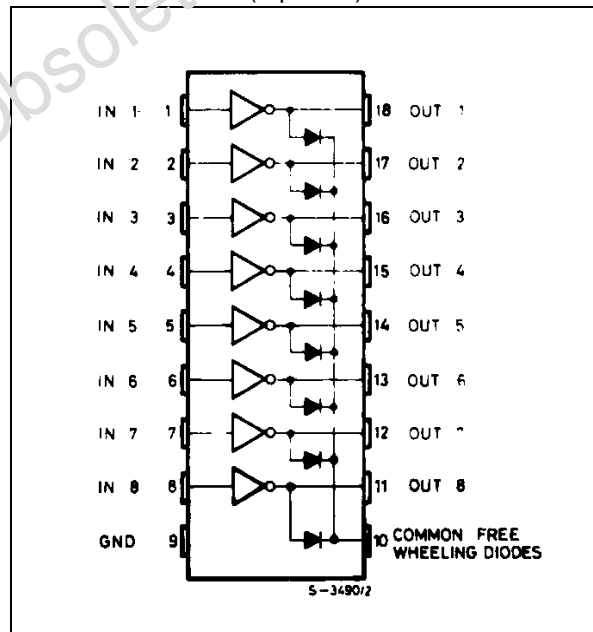 obsolet
IN 1 1 18 OUT 1
IN 2 2 17 OUT 2
IN 3 3 16 OUT 3
IN 4 4 15 OUT 4
IN 5 5 14 OUT 5
IN 6 6 13 OUT 6
IN 7 7 12 OUT
IN 8 8 11 OUT 8
GND 9 10 COMMON FREE
WHEELING DIODES
S-3490/2